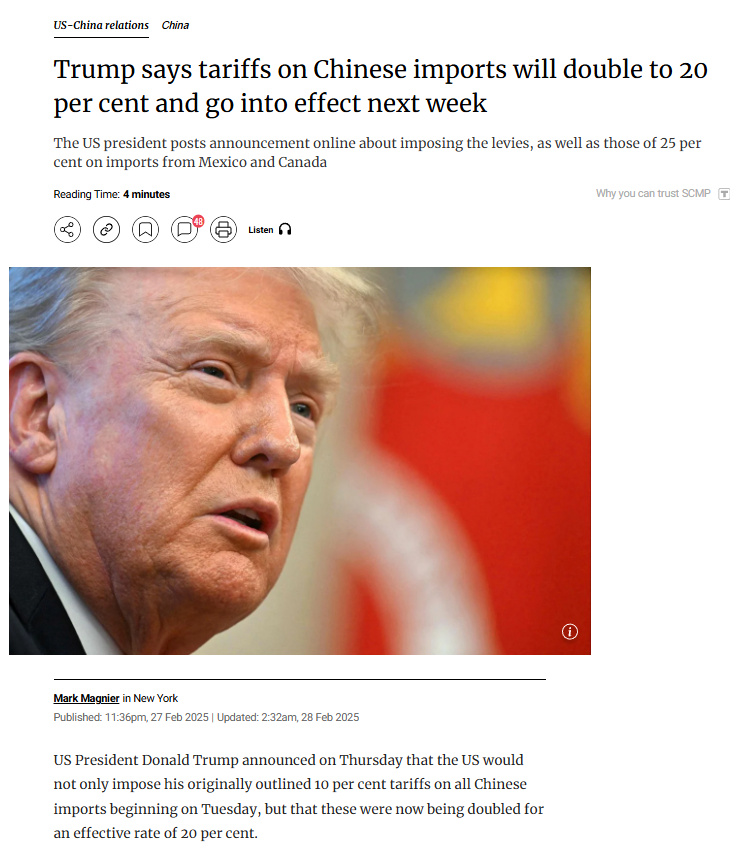 US-China relations China
Trump says tariffs on Chinese imports will double to 20
per cent and go into effect next week
The US president posts announcement online about imposing the levies, as well as those of 25 per
cent on imports from Mexico and Canada
Reading Time: 4 minutes
Why you can trust SCMP T
48
Listen
i
Mark Magnier in New York
Published: 11:36pm, 27 Feb 2025 | Updated: 2:32am, 28 Feb 2025
US President Donald Trump announced on Thursday that the US would
not only impose his originally outlined 10 per cent tariffs on all Chinese
imports beginning on Tuesday, but that these were now being doubled for
an effective rate of 20 per cent.